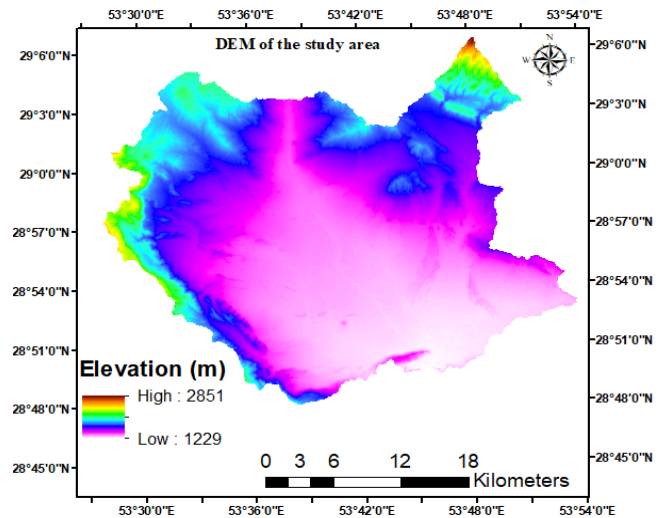 53°30'0"E 53°36'0"E 53°42'0"E 53°48'0"E 53°54'0"E
DEM of the study area
N
W E
S
29°6'0"N 29°6'0"N
29°3'0"N 29°3'0"N
29°0'0"N 29°0'0"N
28°57'0"N 28°57'0"N
28°54'0"N 28°54'0"N
28°51'0"N 28°51'0"N
Elevation (m)
High : 2851
Low : 1229
28°48'0"N 28°48'0"N
28°45'0"N 28°45'0"N
0 3 6 12 18
Kilometers
53°30'0"E 53°36'0"E 53°42'0"E 53°48'0"E 53°54'0"E